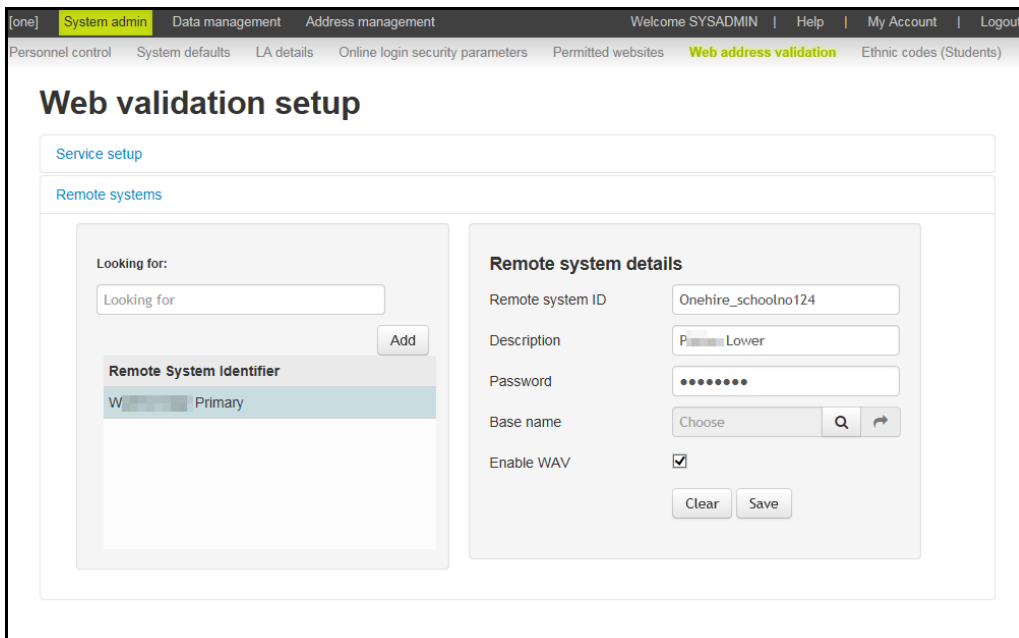 [one] System admin Data management Address management Welcome SYSADMIN | Help | My Account | Logout
Personnel control System defaults LA details Online login security parameters Permitted websites Web address validation Ethnic codes (Students)
Web validation setup
Service setup
Remote systems
Looking for:
Looking for
Add
Remote System Identifier
W Primary
Remote system details
Remote system ID Onehire_schoolno124
Description P Lower
Password ●●●●●●●●
Base name Choose
Enable WAV
Clear Save